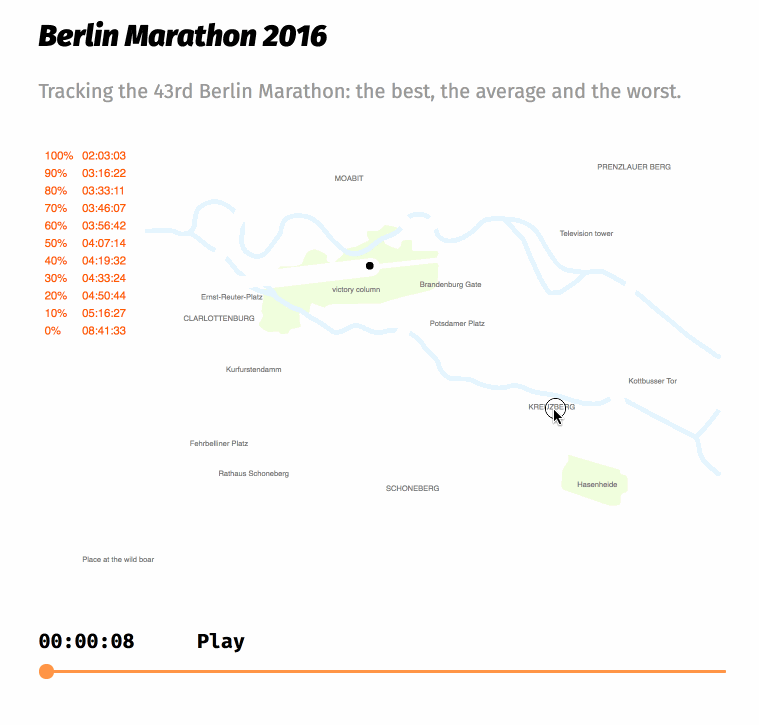 Berlin Marathon 2016
Tracking the 43rd Berlin Marathon: the best, the average and the worst.
100% 02:03:03
90% 03:16:22
80% 03:33:11
70% 03:46:07
60% 03:56:42
50% 04:07:14
40% 04:19:32
30% 04:33:24
20% 04:50:44
10% 05:16:27
0% 08:41:33
PRENZLAUER BERG
MOABIT
Television tower
Brandenburg Gate
victory column
Ernst-Reuter-Platz
CLARLOTTENBURG
Potsdamer Platz
Kurfurstendamm
Kottbusser Tor
KREUZBERG
Fehrbelliner Platz
Rathaus Schoneberg
Hasenheide
SCHONEBERG
Place at the wild boar
00:00:08 Play